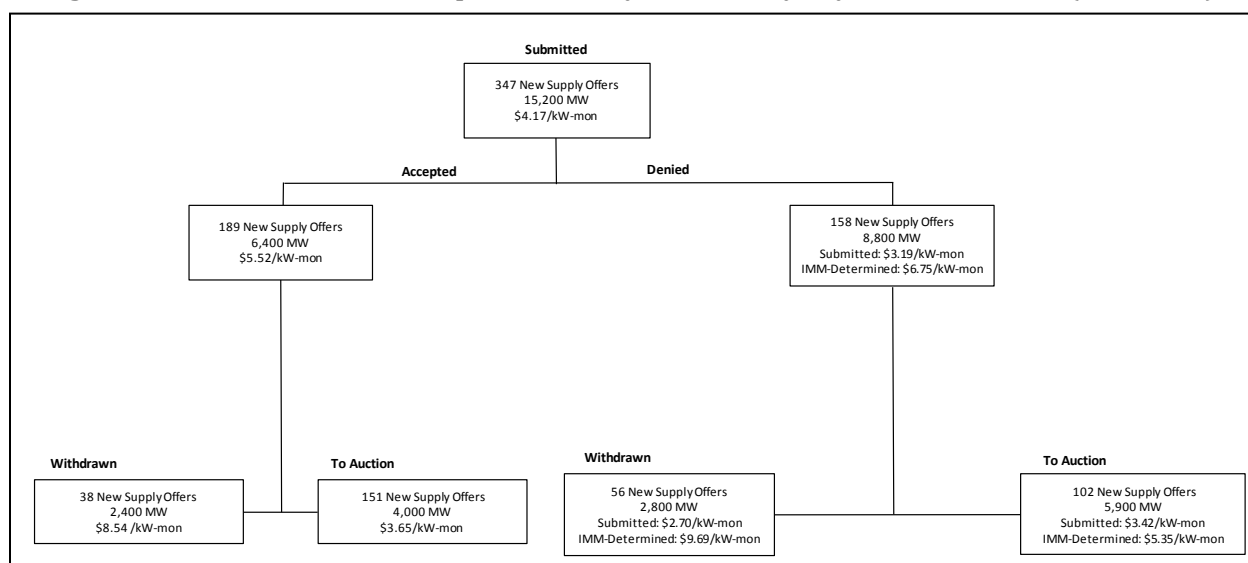 Submitted
347 New Supply Offers
15,200 MW
$4.17/kW-mon
Accepted
Denied
189 New Supply Offers
6,400 MW
$5.52/kW-mon
158 New Supply Offers
8,800 MW
Submitted: $3.19/kW-mon
IMM-Determined: $6.75/kW-mon
Withdrawn
38 New Supply Offers
2,400 MW
$8.54 /kW-mon
To Auction
151 New Supply Offers
4,000 MW
$3.65/kW-mon
Withdrawn
56 New Supply Offers
2,800 MW
Submitted: $2.70/kW-mon
IMM-Determined: $9.69/kW-mon
To Auction
102 New Supply Offers
5,900 MW
Submitted: $3.42/kW-mon
IMM-Determined: $5.35/kW-mon